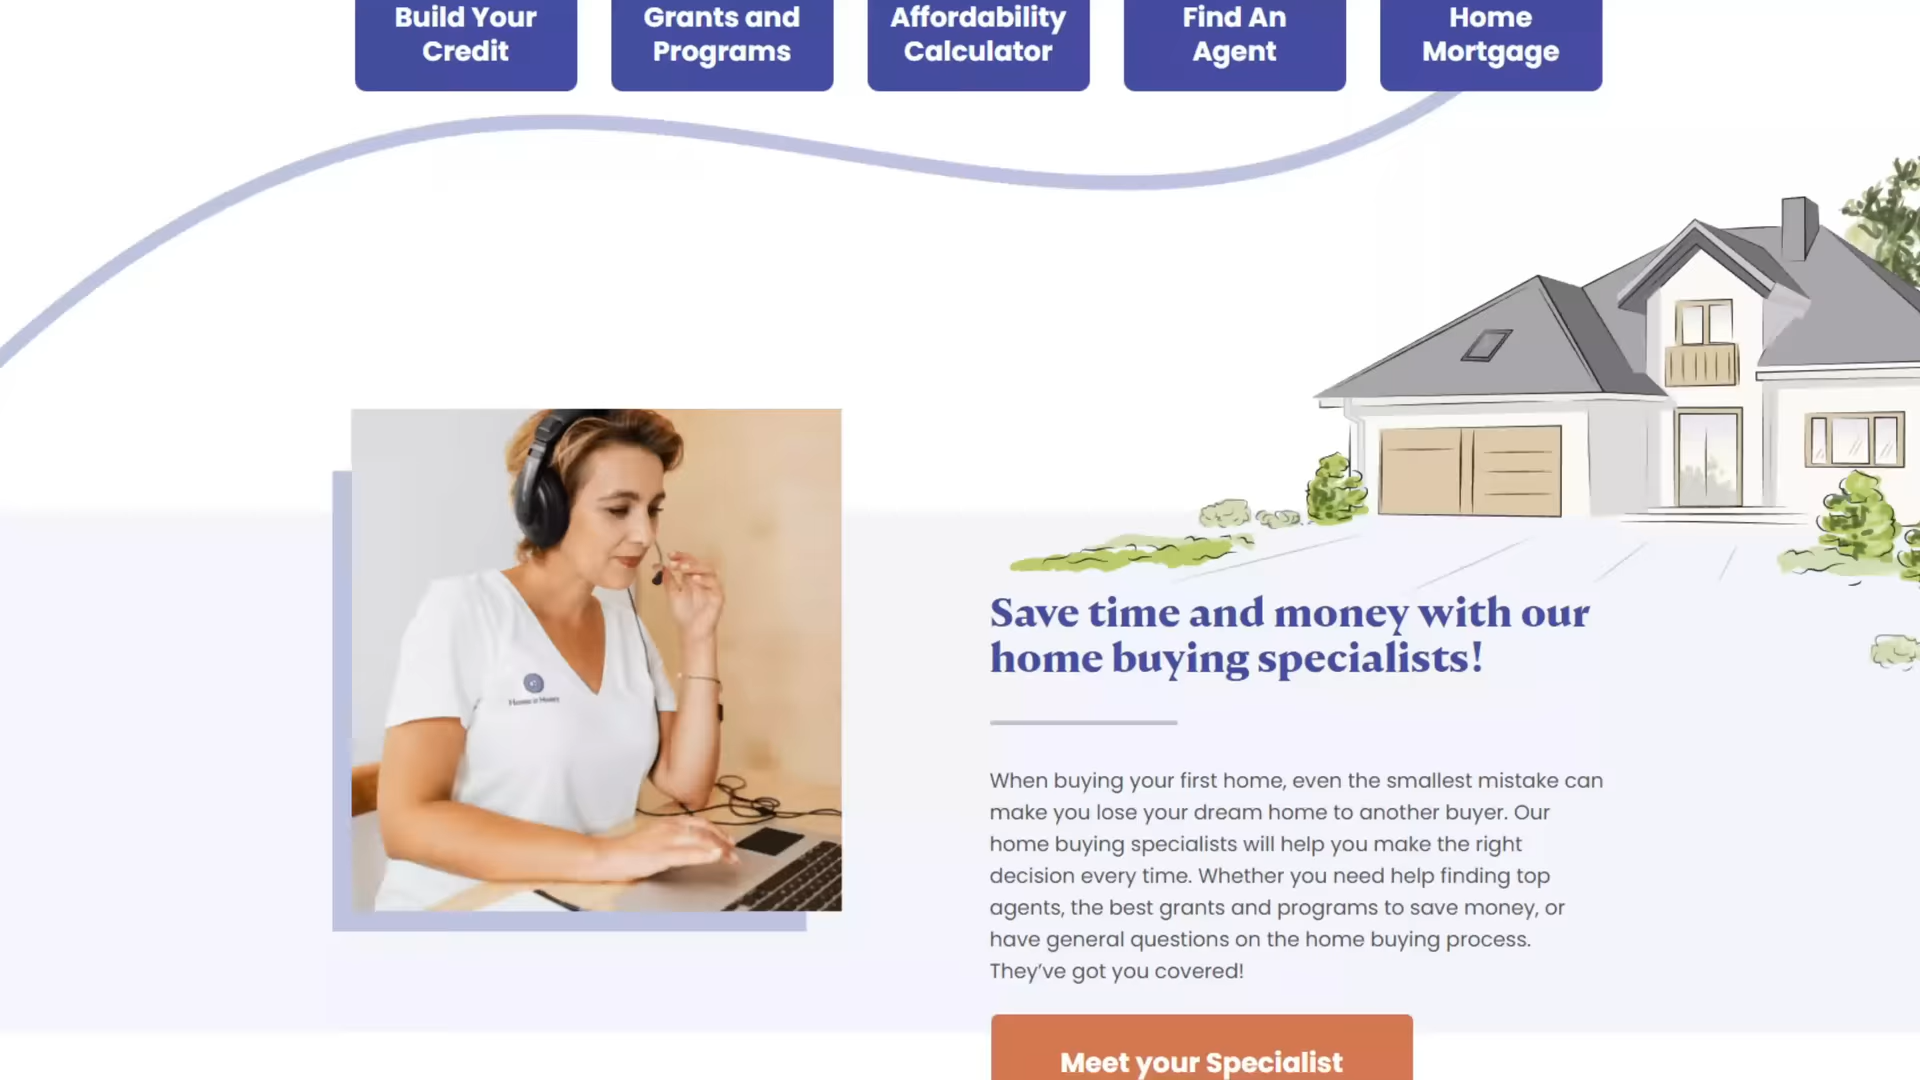 Build Your
Credit
Grants and
Programs
Affordability
Calculator
Find An
Agent
Home
Mortgage
Save time and money with our
home buying specialists!
When buying your first home, even the smallest mistake can
make you lose your dream home to another buyer. Our
home buying specialists will help you make the right
decision every time. Whether you need help finding top
agents, the best grants and programs to save money, or
have general questions on the home buying process.
They’ve got you covered!
Meet your Specialist